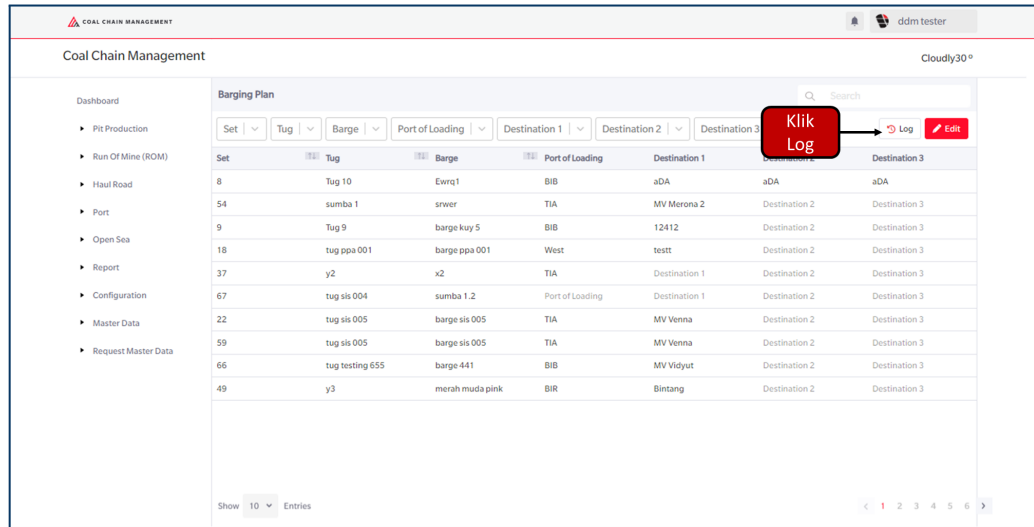 COAL CHAIN MANAGEMENT
ddm tester
Coal Chain Management
Cloudly30 º
Dashboard
Pit Production
Run Of Mine (ROM)
Haul Road
Port
Open Sea
Report
Configuration
Master Data
Request Master Data
Barging Plan
Search
Set Tug Barge Port of Loading Destination 1 Destination 2 Destination 3
Klik
Log
Log Edit
Set Tug Barge Port of Loading Destination 1 Destination 2 Destination 3
8 Tug 10 Ewrq1 BIB aDA aDA aDA
54 sumba 1 srwer TIA MV Merona 2 Destination 2 Destination 3
9 Tug 9 barge kuy 5 BIB 12412 Destination 2 Destination 3
18 tug ppa 001 barge ppa 001 West testt Destination 2 Destination 3
37 y2 x2 TIA Destination 1 Destination 2 Destination 3
67 tug sis 004 sumba 1.2 Port of Loading Destination 1 Destination 2 Destination 3
22 tug sis 005 barge sis 005 TIA MV Venna Destination 2 Destination 3
59 tug sis 005 barge sis 005 TIA MV Venna Destination 2 Destination 3
66 tug testing 655 barge 441 BIB MV Vidyut Destination 2 Destination 3
49 y3 merah muda pink BIR Bintang Destination 2 Destination 3
Show 10 Entries
1 2 3 4 5 6